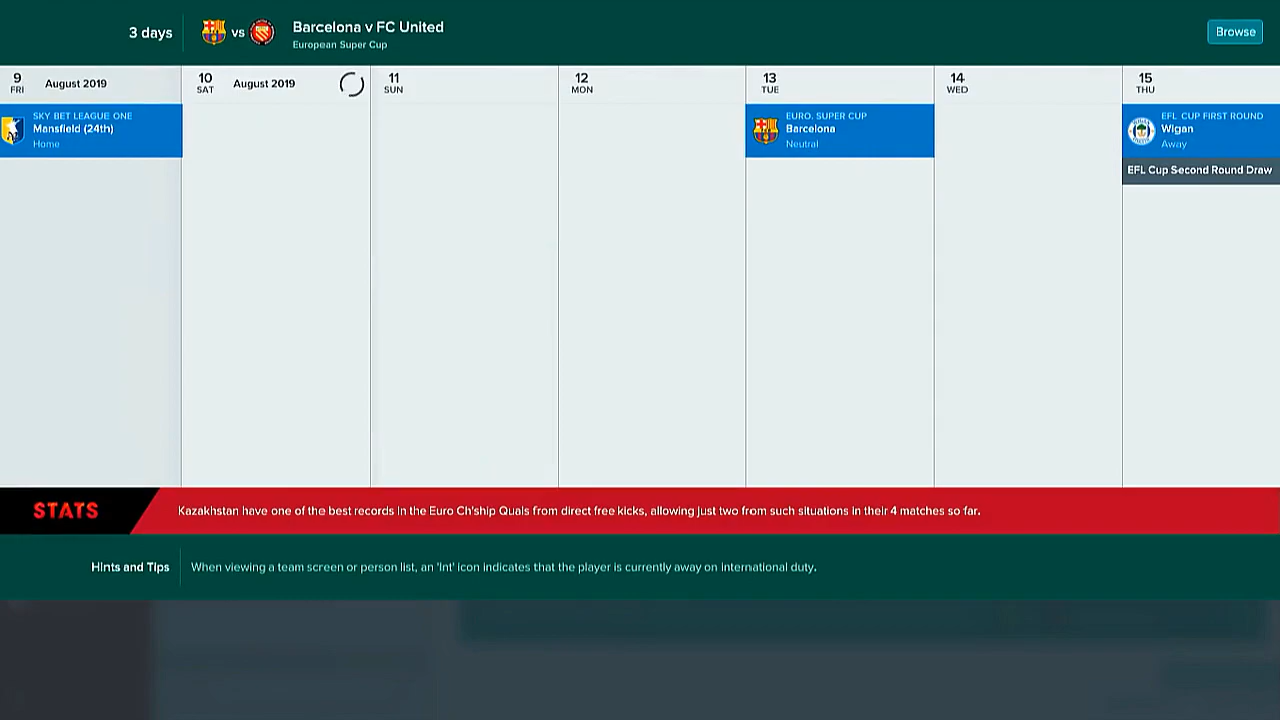 3 days
vs
Barcelona v FC United
European Super Cup
Browse
9
FRI
August 2019
10
SAT
August 2019
11
SUN
12
MON
13
TUE
14
WED
15
THU
SKY BET LEAGUE ONE
Mansfield (24th)
Home
EURO. SUPER CUP
Barcelona
Neutral
EFL CUP FIRST ROUND
Wigan
Away
EFL Cup Second Round Draw
STATS
Kazakhstan have one of the best records in the Euro Ch'ship Quals from direct free kicks, allowing just two from such situations in their 4 matches so far.
Hints and Tips
When viewing a team screen or person list, an 'Int' icon indicates that the player is currently away on international duty.